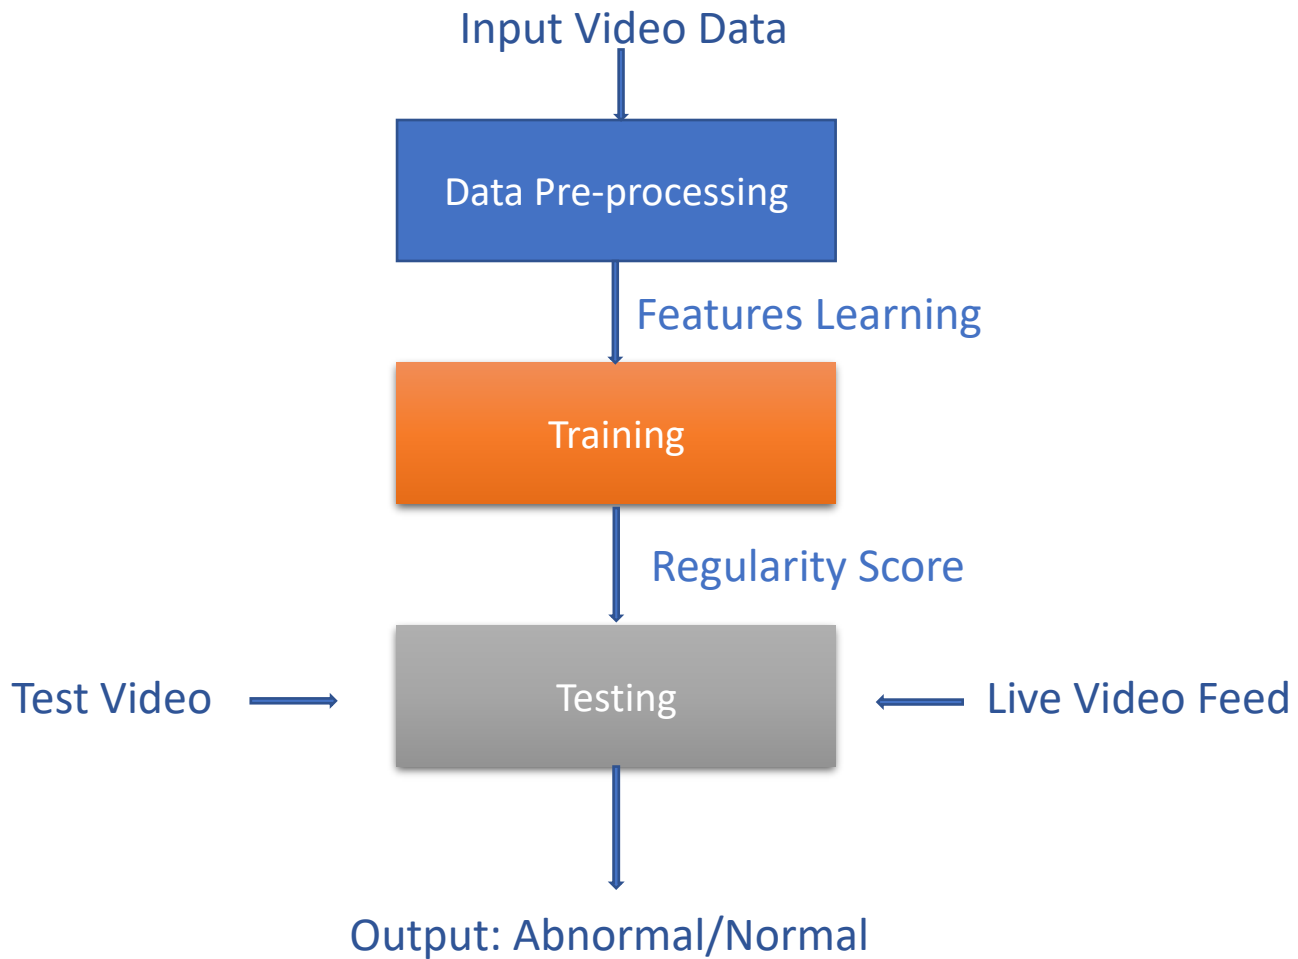 Input Video Data
Data Pre-processing
Features Learning
Training
Regularity Score
Test Video
Testing
Live Video Feed
Output: Abnormal/Normal